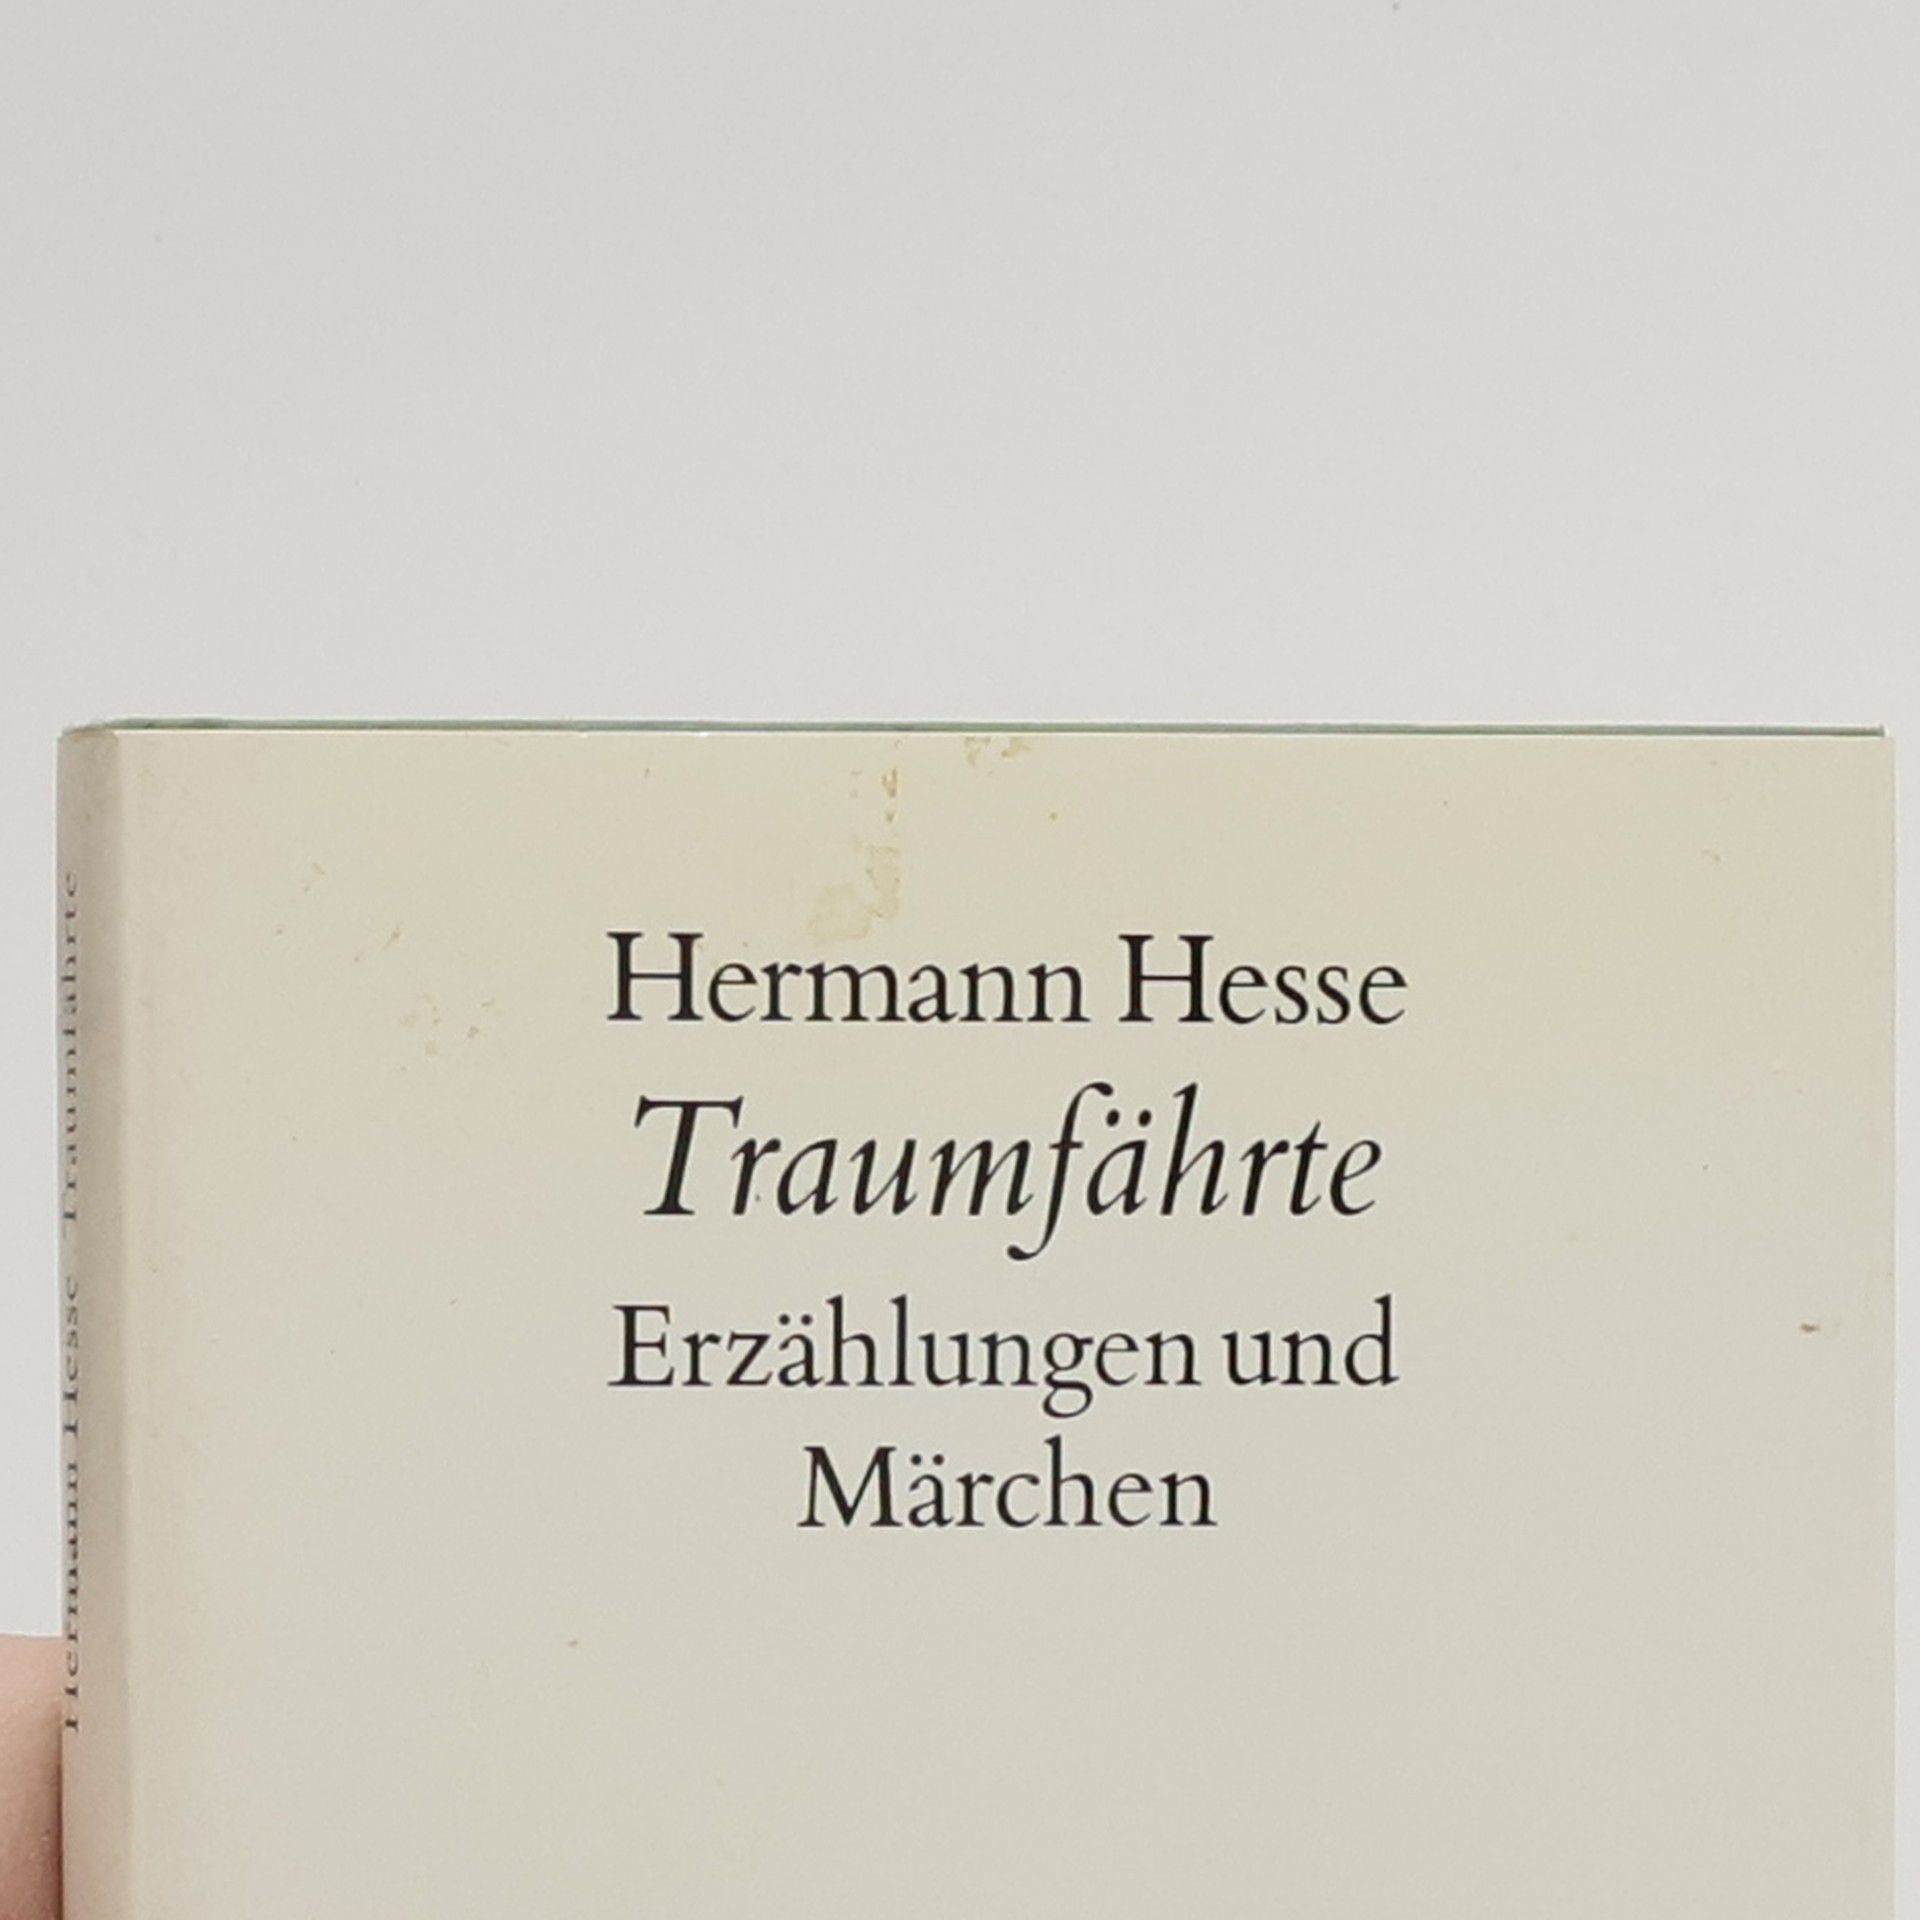 Hermann Hesse
Traumfährte
Erzählungen und
Märchen
Hermann Hesse Traumfährte